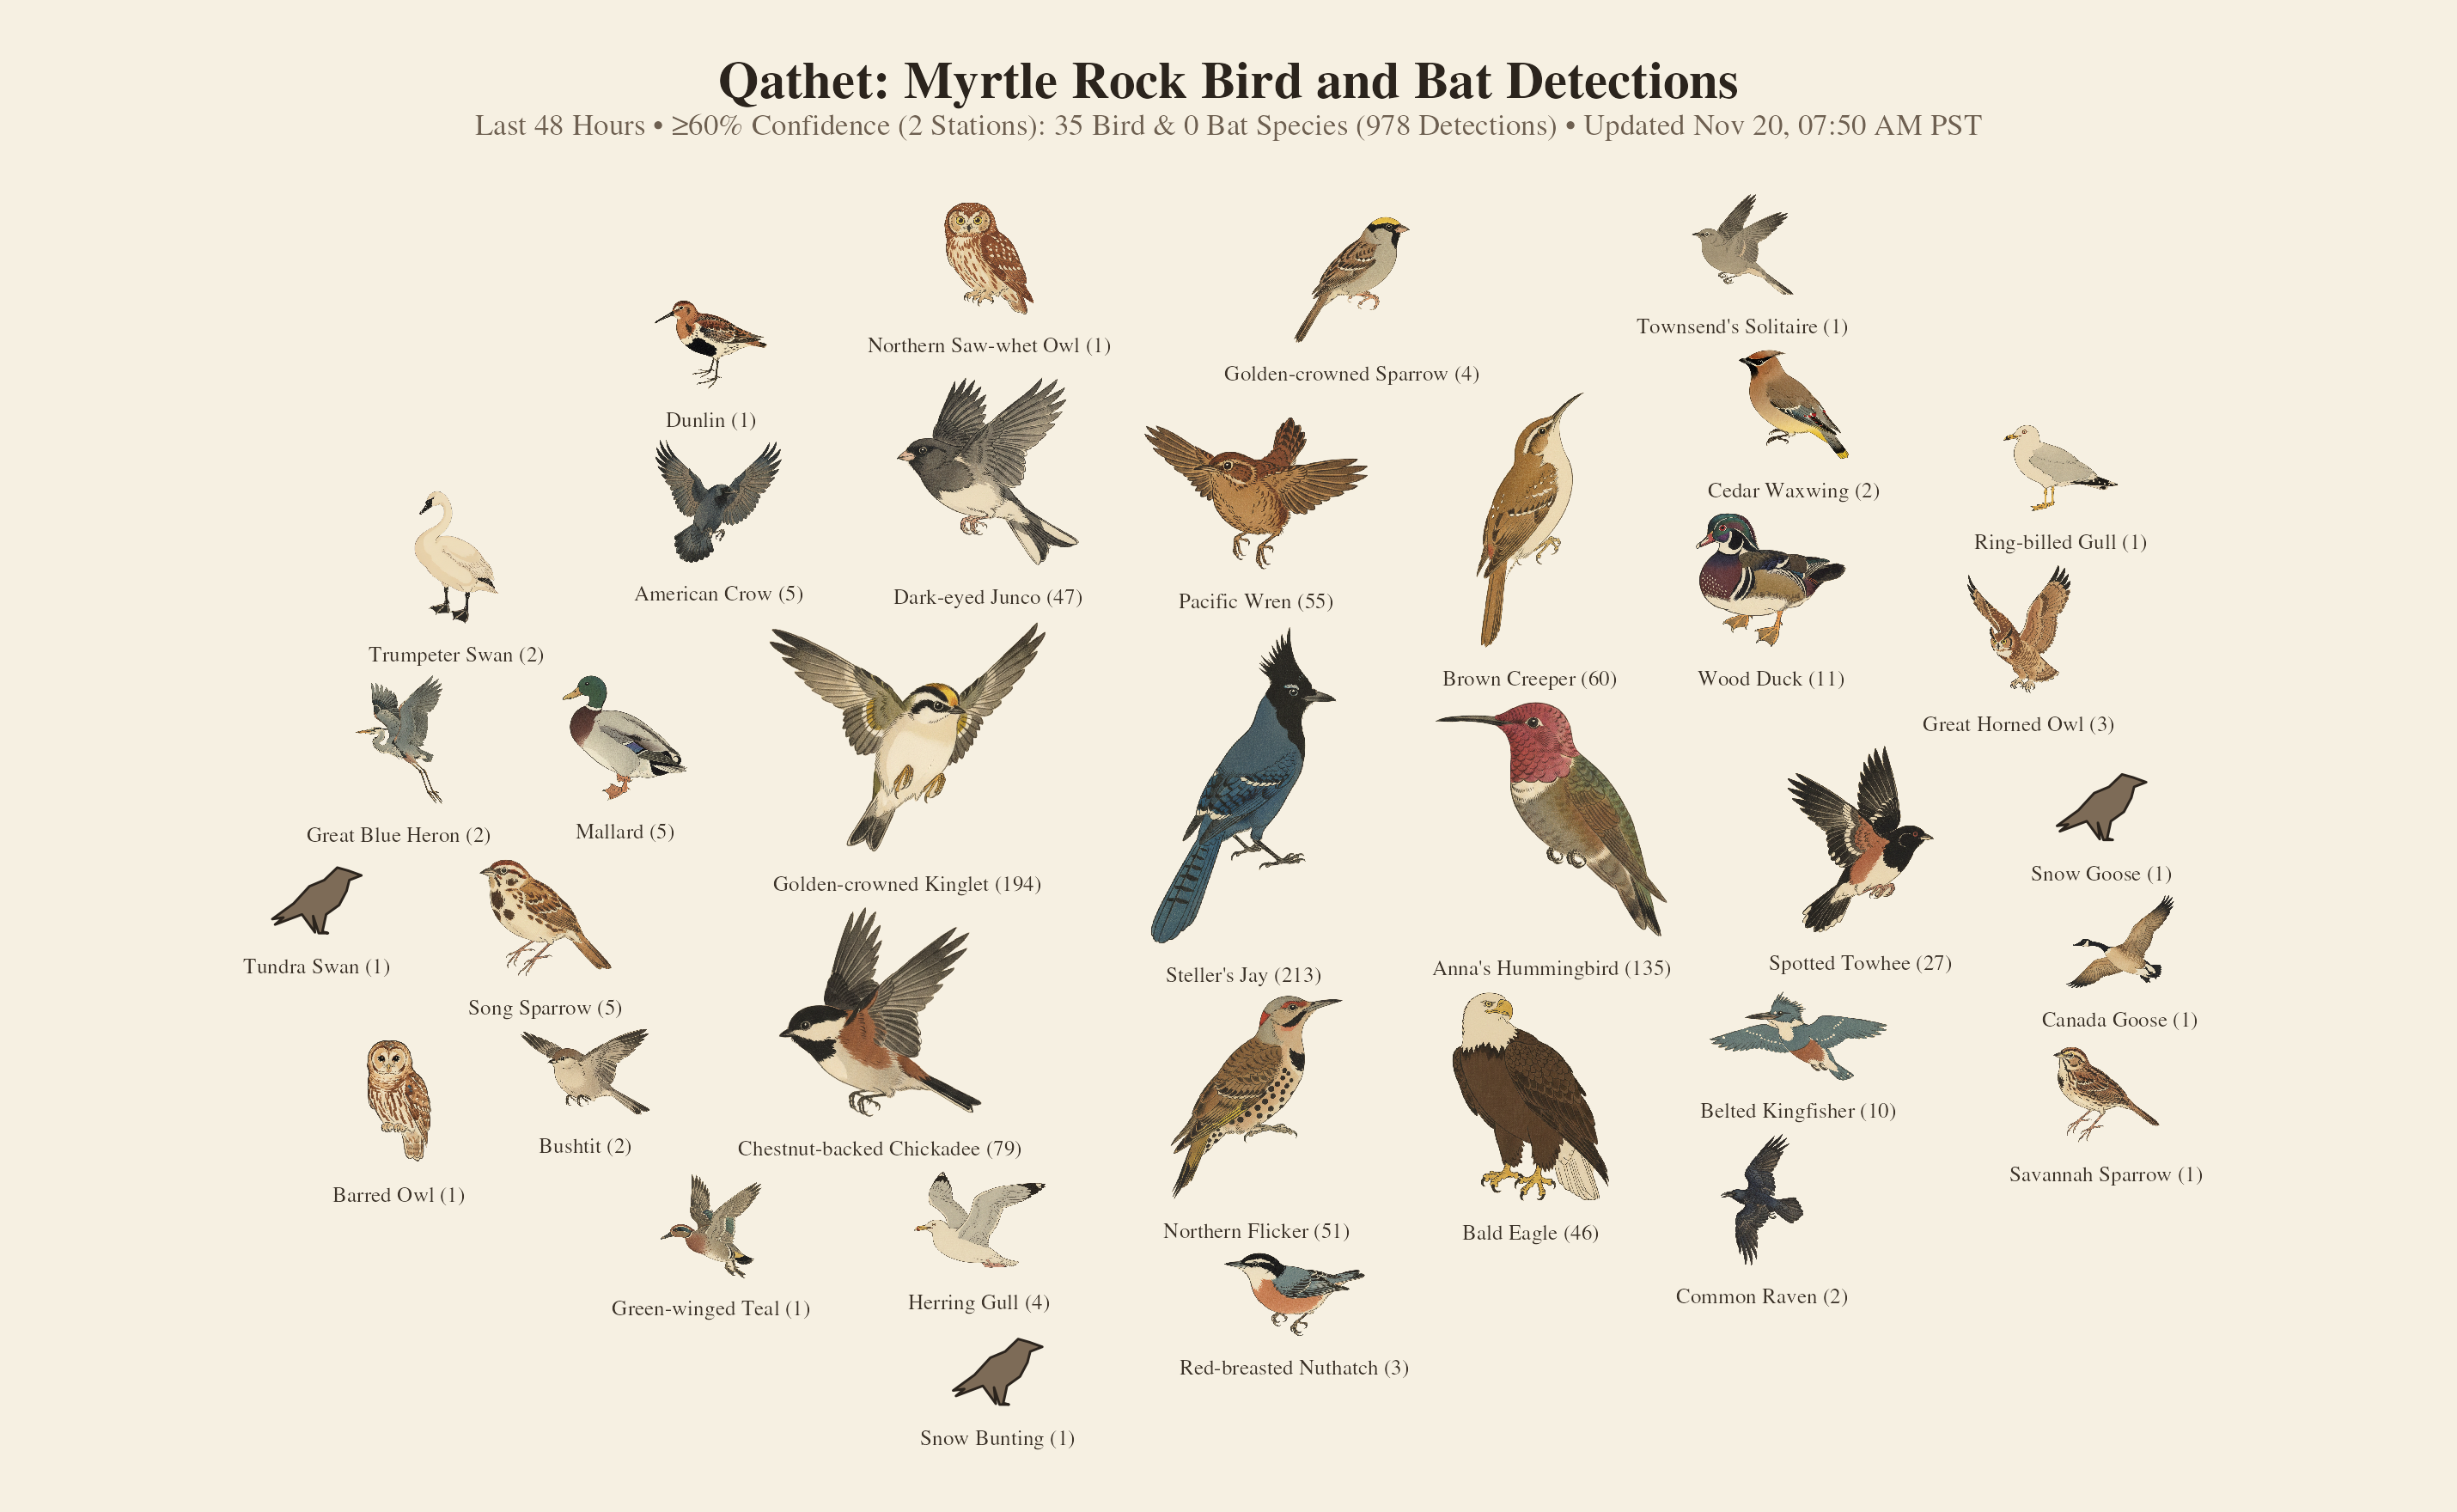 Qathet: Myrtle Rock Bird and Bat Detections
Last 48 Hours • ≥60% Confidence (2 Stations): 35 Bird & 0 Bat Species (978 Detections) • Updated Nov 20, 07:50 AM PST
Townsend's Solitaire (1)
Northern Saw-whet Owl (1)
Golden-crowned Sparrow (4)
Dunlin (1)
Cedar Waxwing (2)
Ring-billed Gull (1)
American Crow (5)
Dark-eyed Junco (47)
Pacific Wren (55)
Trumpeter Swan (2)
Brown Creeper (60)
Wood Duck (11)
Great Horned Owl (3)
Great Blue Heron (2)
Mallard (5)
Snow Goose (1)
Golden-crowned Kinglet (194)
Tundra Swan (1)
Spotted Towhee (27)
Anna's Hummingbird (135)
Steller's Jay (213)
Song Sparrow (5)
Canada Goose (1)
Belted Kingfisher (10)
Bushtit (2)
Chestnut-backed Chickadee (79)
Savannah Sparrow (1)
Barred Owl (1)
Northern Flicker (51)
Bald Eagle (46)
Common Raven (2)
Herring Gull (4)
Green-winged Teal (1)
Red-breasted Nuthatch (3)
Snow Bunting (1)